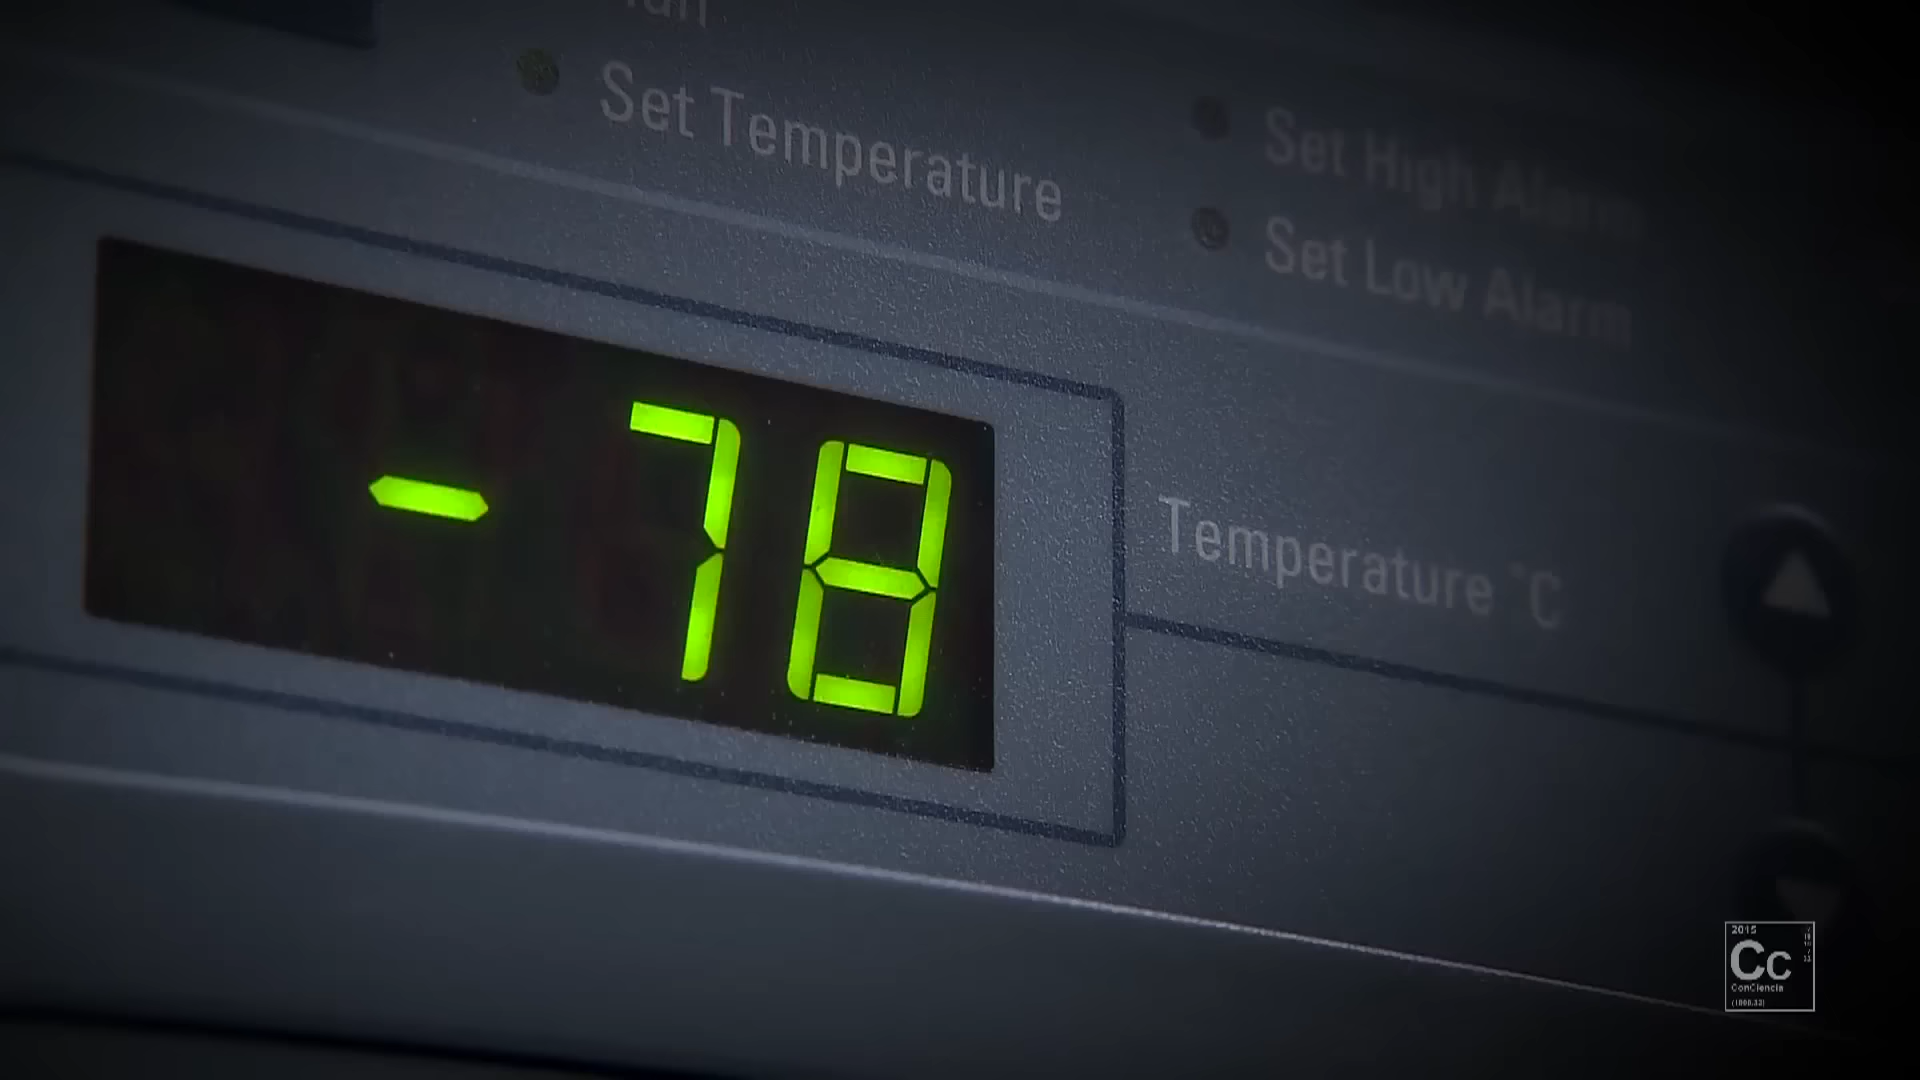 Set Temperature
Set High Alarm
Set Low Alarm
-78
Temperature °C
2015
Cc
ConCiencia